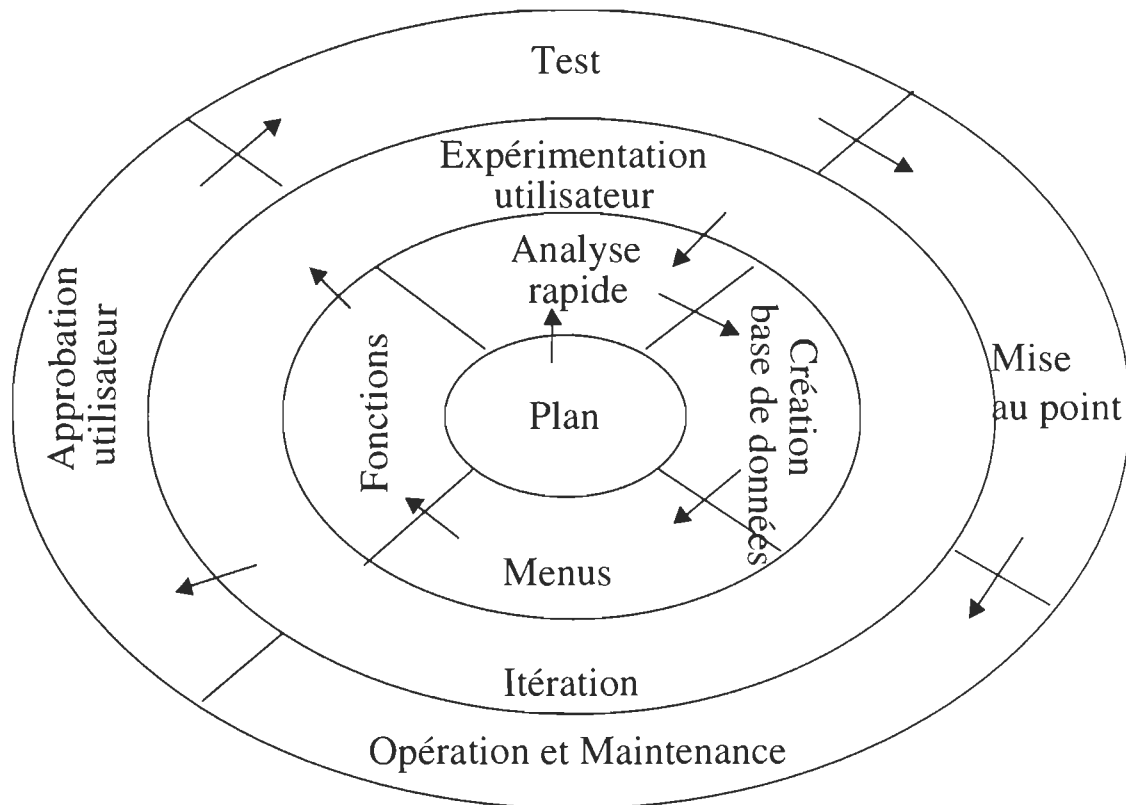 Test
Expérimentation
utilisateur
Analyse
rapide
Création
base de données
Plan
Fonctions
Menus
Approbation
utilisateur
Mise
au point
Itération
Opération et Maintenance